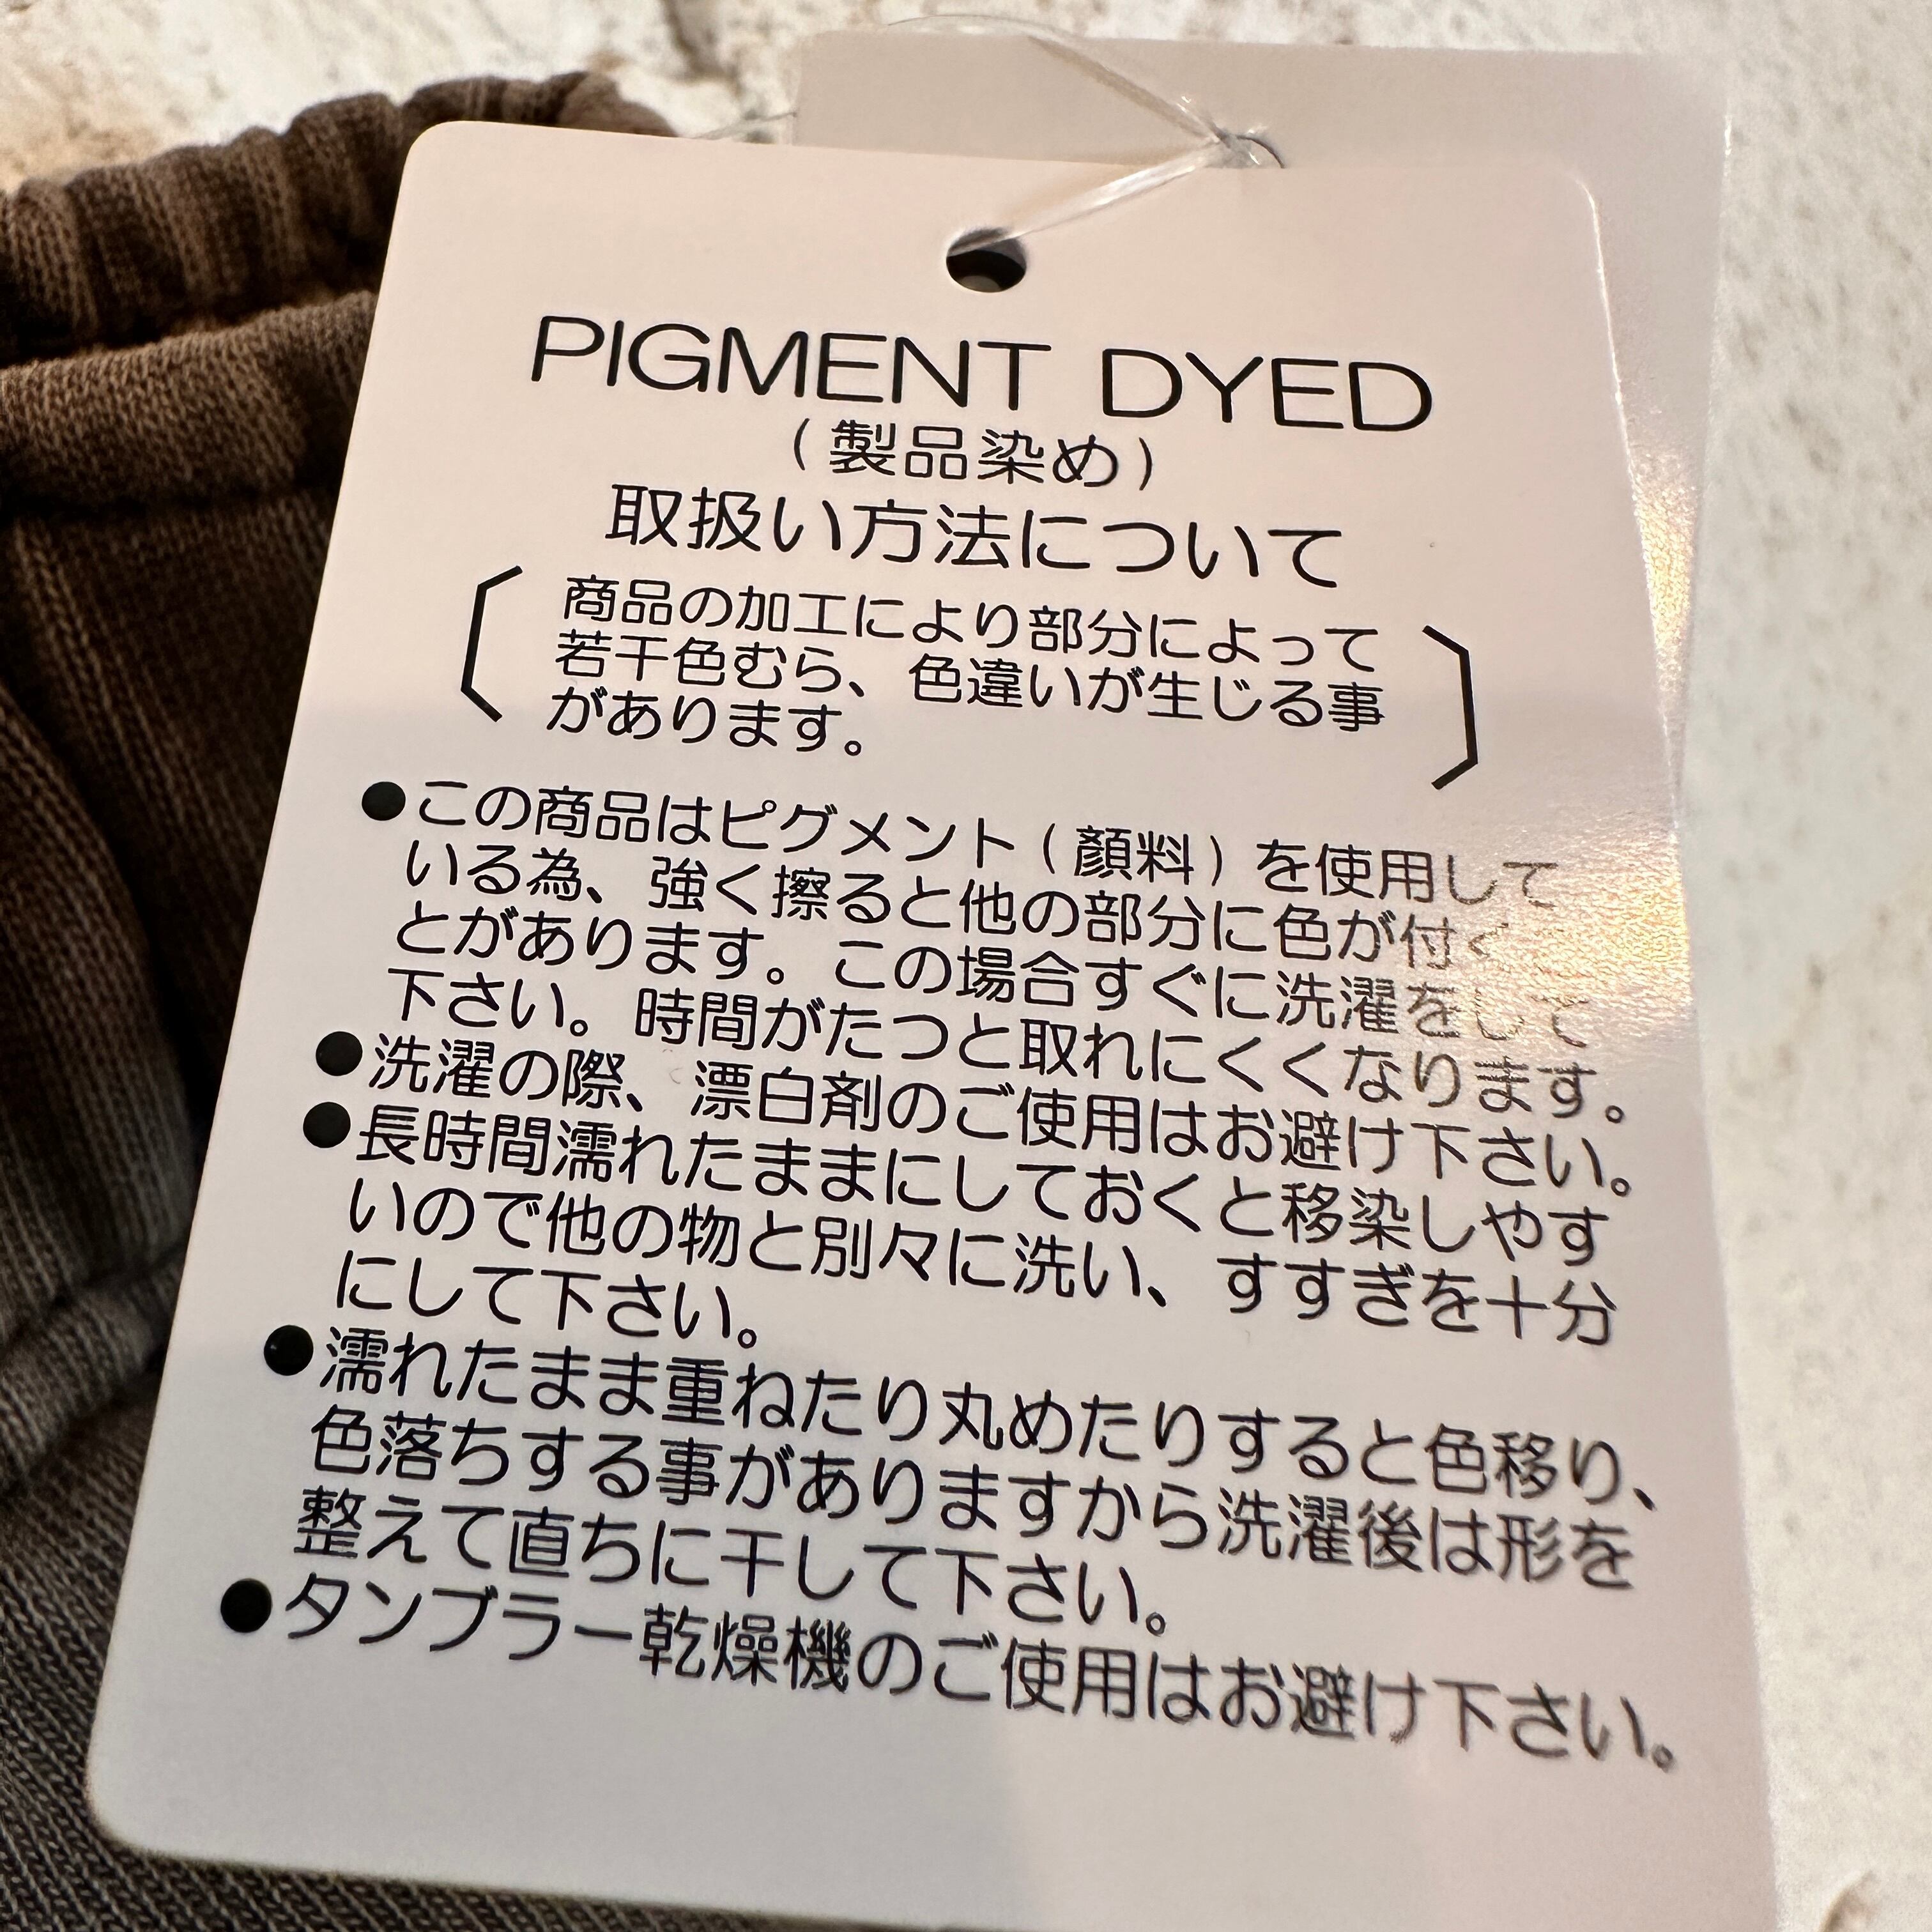 PIGMENT DYED
(製品染め)
取扱い方法について
商品の加工により部分によって
若干色むら、色違いが生じる事
があります。
●この商品はピグメント(顔料)を使用して
いる為、強く擦ると他の部分に色が付くこ
とがあります。この場合すぐに洗濯をして
下さい。時間がたつと取れにくくなります。
●洗濯の際、漂白剤のご使用はお避け下さい。
●長時間濡れたままにしておくと移染しやす
いので他の物と別々に洗い、すすぎを十分
にして下さい。
●濡れたまま重ねたり丸めたりすると色移り、
色落ちする事がありますから洗濯後は形を
整えて直ちに干して下さい。
●タンブラー乾燥機のご使用はお避け下さい。